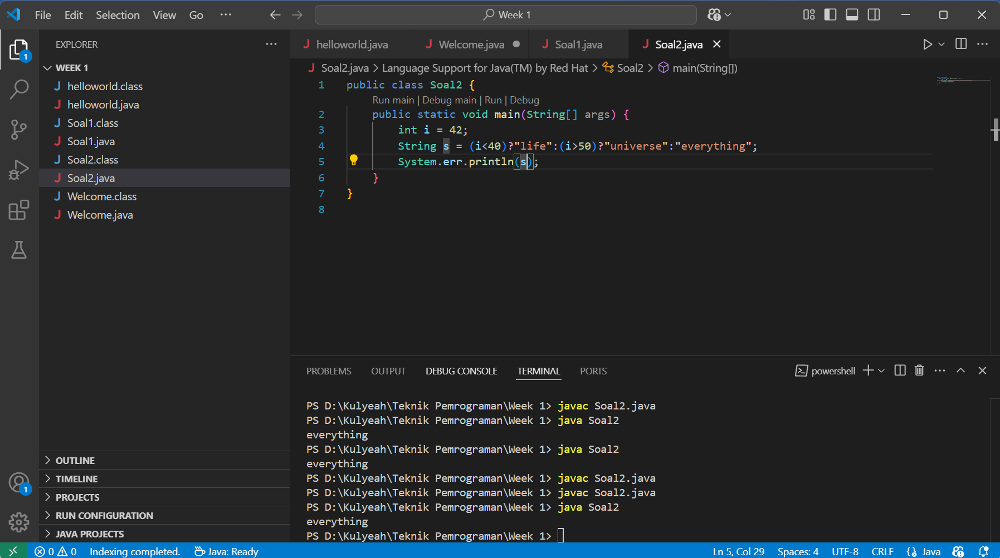 File Edit Selection View Go ··· Week 1
EXPLORER ···
WEEK 1
helloworld.class
helloworld.java
Soal1.class
Soal1.java
Soal2.class
Soal2.java
Welcome.class
Welcome.java
OUTLINE
TIMELINE
PROJECTS
RUN CONFIGURATION
JAVA PROJECTS
1
1
helloworld.java Welcome.java Soal1.java Soal2.java
Soal2.java > Language Support for Java(TM) by Red Hat > Soal2 > main(String[])
1 public class Soal2 {
Run main | Debug main | Run | Debug
2 public static void main(String[] args) {
3 int i = 42;
4 String s = (i<40)?"life":(i>50)?"universe":"everything";
5 System.err.println(s);
6 }
7 }
8
PROBLEMS OUTPUT DEBUG CONSOLE TERMINAL PORTS powershell
PS D:\Kulyeah\Teknik Pemrograman\Week 1> javac Soal2.java
PS D:\Kulyeah\Teknik Pemrograman\Week 1> java Soal2
everything
PS D:\Kulyeah\Teknik Pemrograman\Week 1> java Soal2
everything
PS D:\Kulyeah\Teknik Pemrograman\Week 1> javac Soal2.java
PS D:\Kulyeah\Teknik Pemrograman\Week 1> javac Soal2.java
PS D:\Kulyeah\Teknik Pemrograman\Week 1> java Soal2
everything
PS D:\Kulyeah\Teknik Pemrograman\Week 1>
0 0 Indexing completed. Java: Ready Ln 5, Col 29 Spaces: 4 UTF-8 CRLF Java